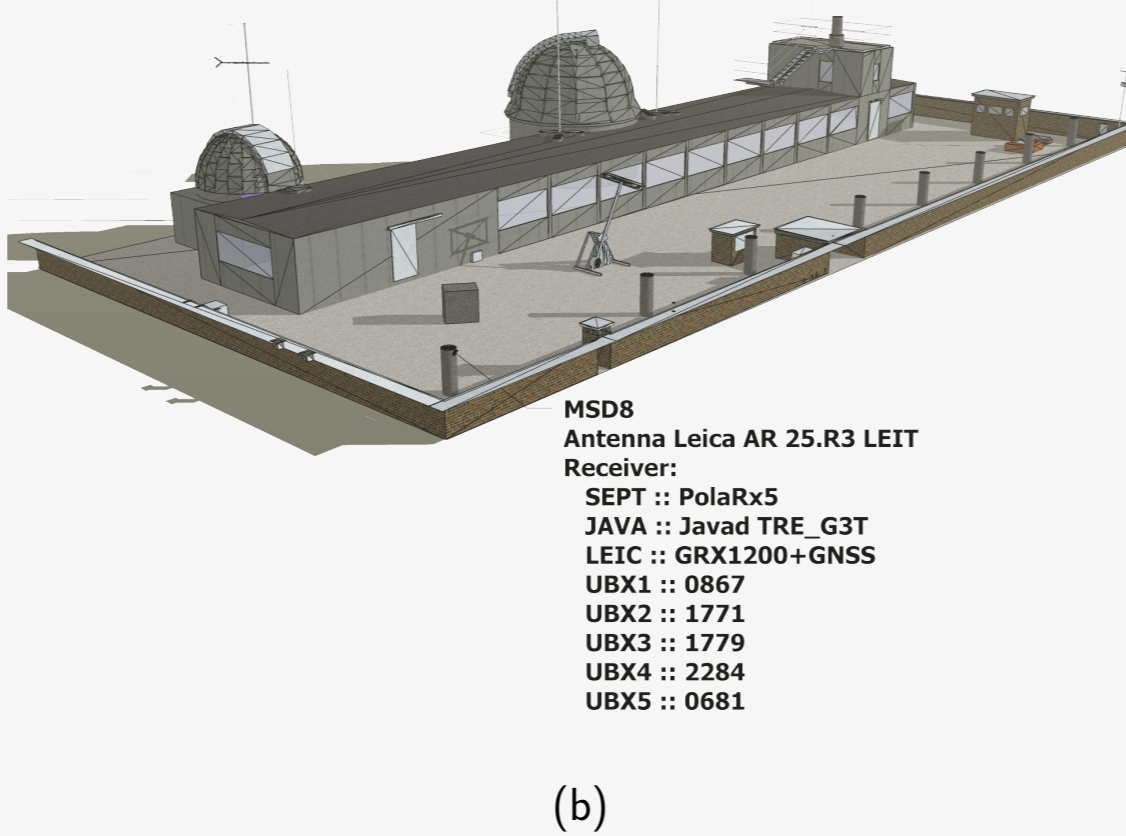 MSD8
Antenna Leica AR 25.R3 LEIT
Receiver:
SEPT :: PolaRx5
JAVA :: Javad TRE_G3T
LEIC :: GRX1200+GNSS
UBX1 :: 0867
UBX2 :: 1771
UBX3 :: 1779
UBX4 :: 2284
UBX5 :: 0681
(b)